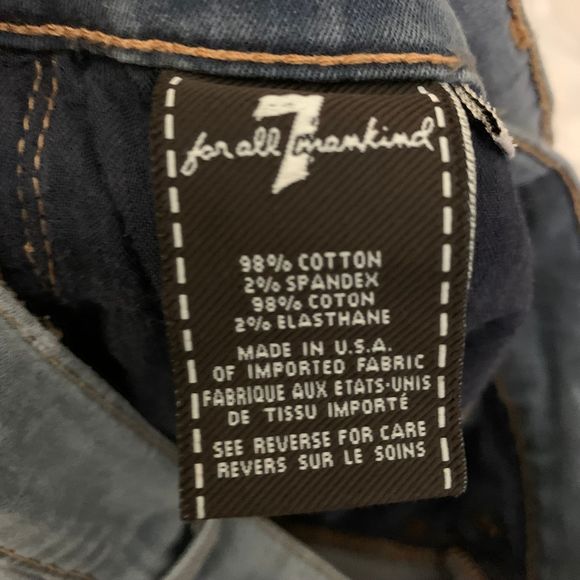 7
for all mankind
98% COTTON
2% SPANDEX
98% COTON
2% ELASTHANE
MADE IN U.S.A.
OF IMPORTED FABRIC
FABRIQUE AUX ETATS-UNIS
DE TISSU IMPORTÉ
SEE REVERSE FOR CARE
REVERS SUR LE SOINS